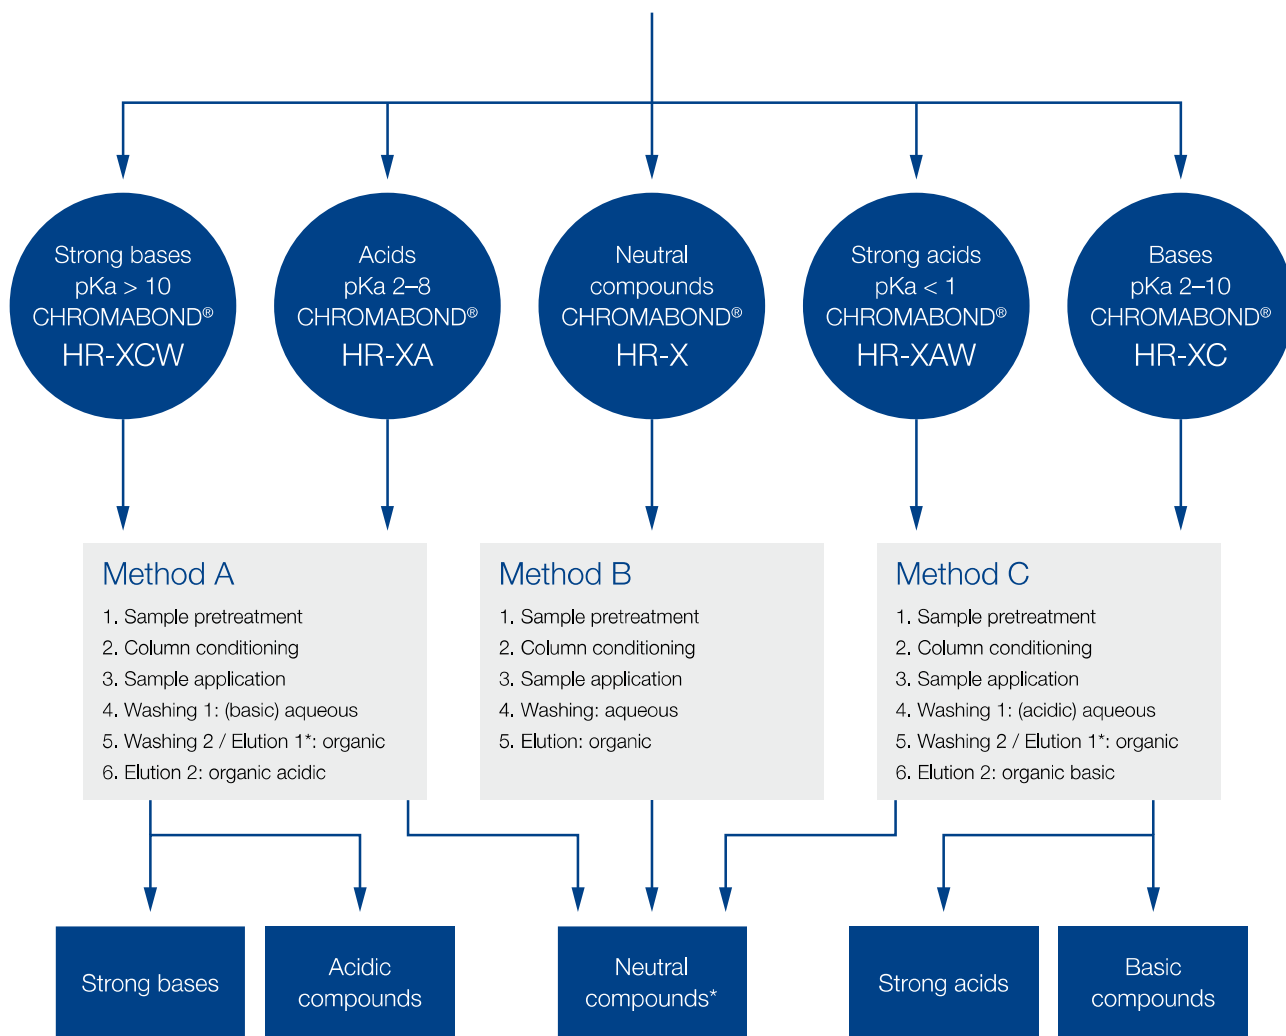 Strong bases
pKa > 10
CHROMABOND®
HR-XCW
Acids
pKa 2–8
CHROMABOND®
HR-XA
Neutral
compounds
CHROMABOND®
HR-X
Strong acids
pKa < 1
CHROMABOND®
HR-XAW
Bases
pKa 2–10
CHROMABOND®
HR-XC
Method A
1. Sample pretreatment
2. Column conditioning
3. Sample application
4. Washing 1: (basic) aqueous
5. Washing 2 / Elution 1*: organic
6. Elution 2: organic acidic
Method B
1. Sample pretreatment
2. Column conditioning
3. Sample application
4. Washing: aqueous
5. Elution: organic
Method C
1. Sample pretreatment
2. Column conditioning
3. Sample application
4. Washing 1: (acidic) aqueous
5. Washing 2 / Elution 1*: organic
6. Elution 2: organic basic
Strong bases
Acidic
compounds
Neutral
compounds*
Strong acids
Basic
compounds